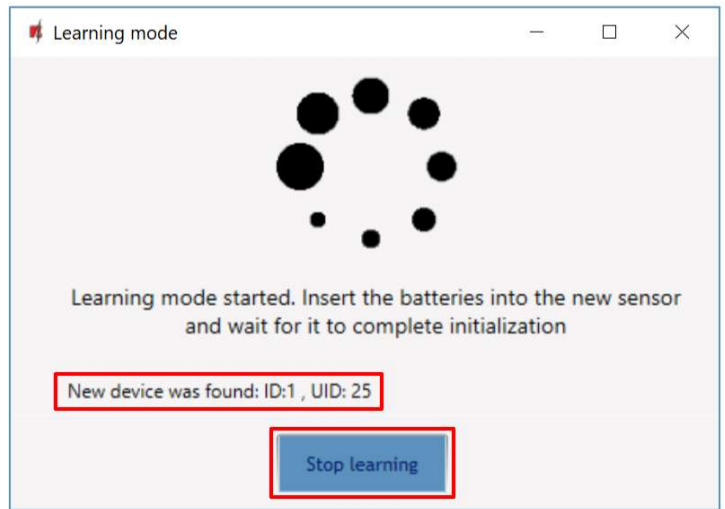 Learning mode
Learning mode started. Insert the batteries into the new sensor
and wait for it to complete initialization
New device was found: ID:1 , UID: 25
Stop learning